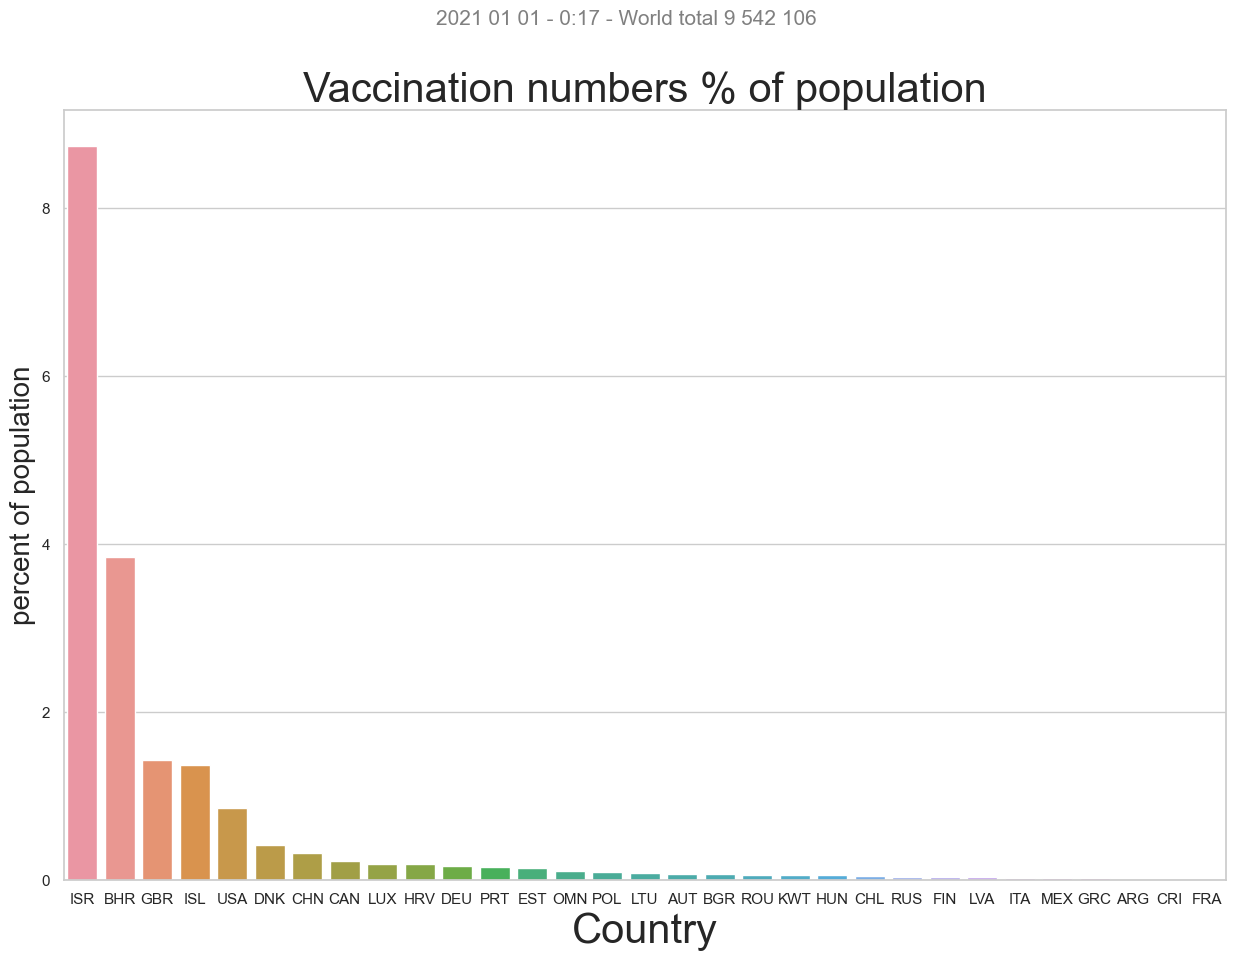 2021 01 01 - 0:17 - World total 9 542 106
Vaccination numbers % of population
percent of population
8
6
4
2
0
ISR BHR GBR ISL USA DNK CHN CAN LUX HRV DEU PRT EST OMN POL LTU AUT BGR ROU KWT HUN CHL RUS FIN LVA ITA MEX GRC ARG CRI FRA
Country